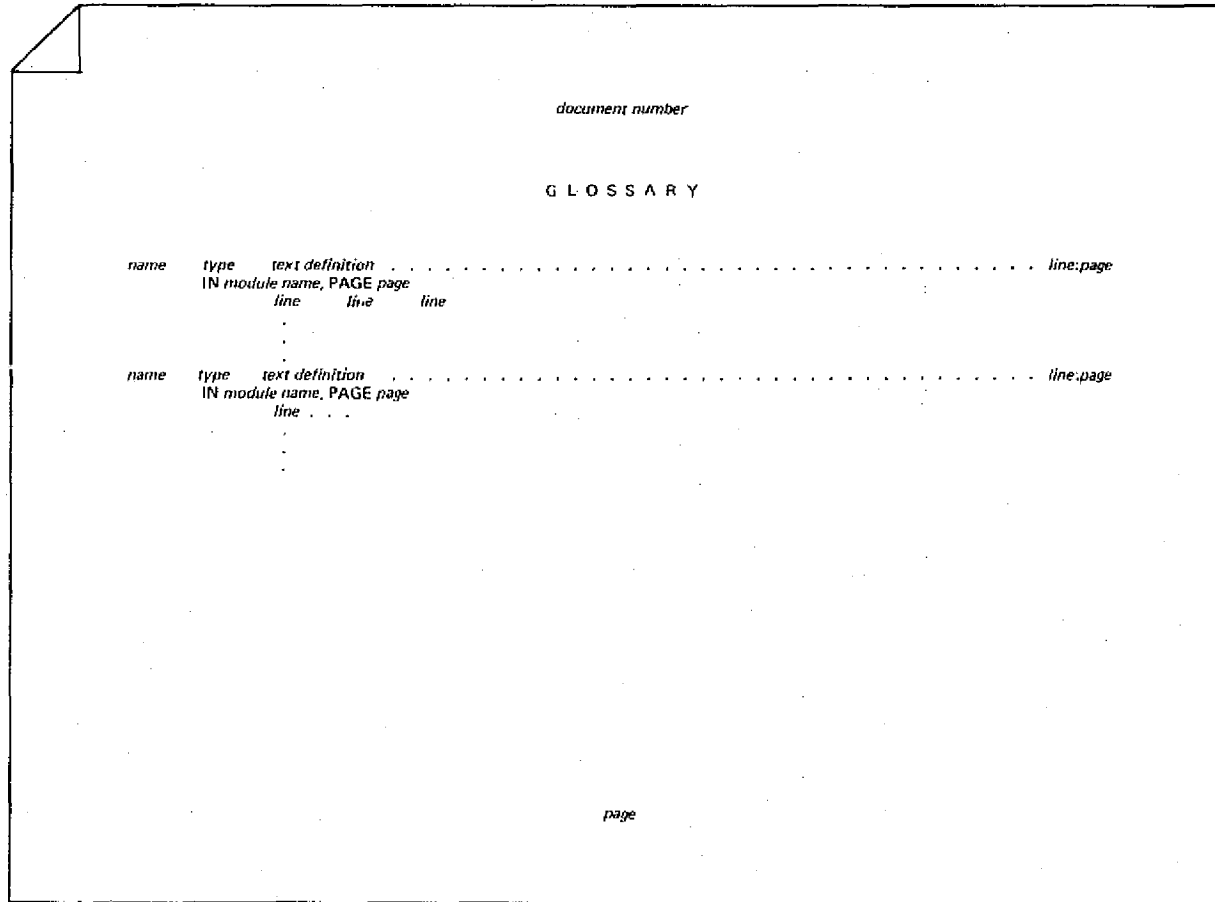 document number
G L O S S A R Y
name type text definition . . . . . . . . . . . . . . . . . . . . . . . . . . . . . . . . . . . . . line:page
IN module name, PAGE page
line line line
.
.
.
name type text definition . . . . . . . . . . . . . . . . . . . . . . . . . . . . . . . . . . . . . line:page
IN module name, PAGE page
line . . .
.
.
.
page